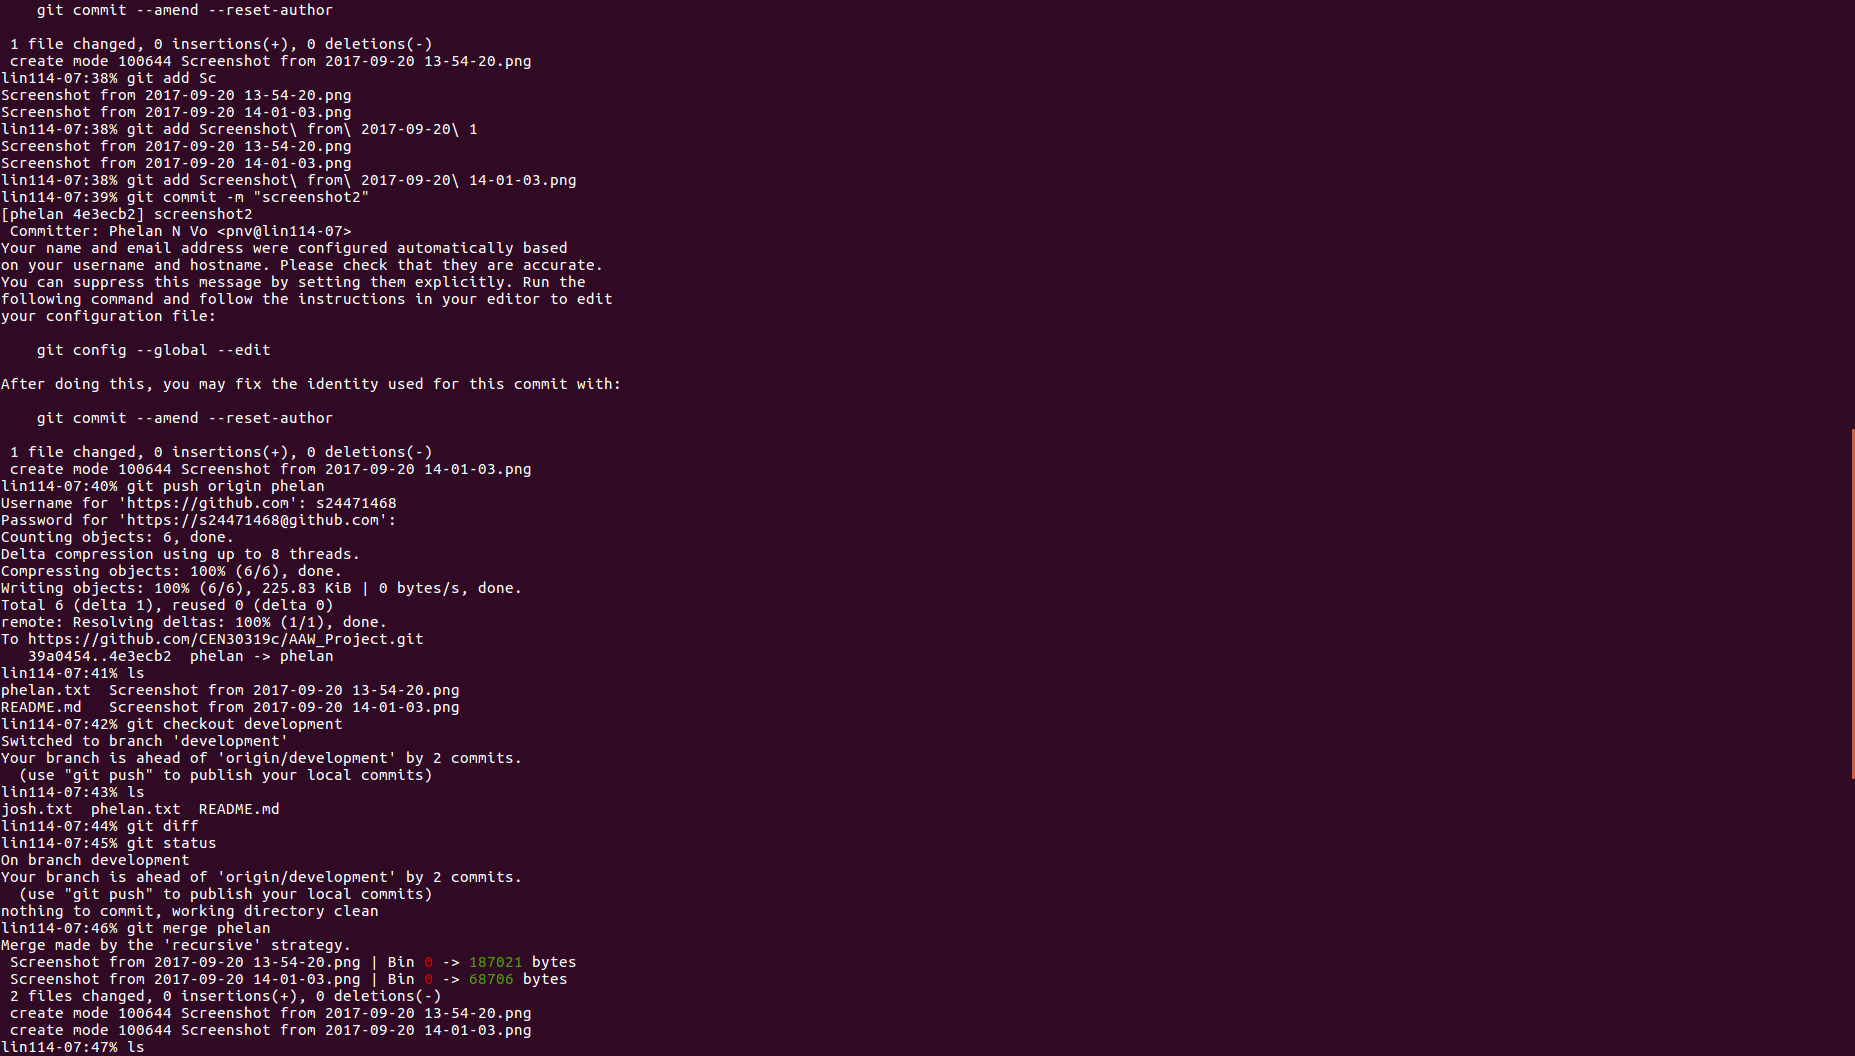 git commit --amend --reset-author

 1 file changed, 0 insertions(+), 0 deletions(-)
 create mode 100644 Screenshot from 2017-09-20 13-54-20.png
lin114-07:38% git add Sc
Screenshot from 2017-09-20 13-54-20.png
Screenshot from 2017-09-20 14-01-03.png
lin114-07:38% git add Screenshot\ from\ 2017-09-20\ 1
Screenshot from 2017-09-20 13-54-20.png
Screenshot from 2017-09-20 14-01-03.png
lin114-07:38% git add Screenshot\ from\ 2017-09-20\ 14-01-03.png
lin114-07:39% git commit -m "screenshot2"
[phelan 4e3ecb2] screenshot2
 Committer: Phelan N Vo <pnv@lin114-07>
Your name and email address were configured automatically based
on your username and hostname. Please check that they are accurate.
You can suppress this message by setting them explicitly. Run the
following command and follow the instructions in your editor to edit
your configuration file:

    git config --global --edit

After doing this, you may fix the identity used for this commit with:

    git commit --amend --reset-author

 1 file changed, 0 insertions(+), 0 deletions(-)
 create mode 100644 Screenshot from 2017-09-20 14-01-03.png
lin114-07:40% git push origin phelan
Username for 'https://github.com': s24471468
Password for 'https://s24471468@github.com':
Counting objects: 6, done.
Delta compression using up to 8 threads.
Compressing objects: 100% (6/6), done.
Writing objects: 100% (6/6), 225.83 KiB | 0 bytes/s, done.
Total 6 (delta 1), reused 0 (delta 0)
remote: Resolving deltas: 100% (1/1), done.
To https://github.com/CEN30319c/AAW_Project.git
   39a0454..4e3ecb2  phelan -> phelan
lin114-07:41% ls
phelan.txt  Screenshot from 2017-09-20 13-54-20.png
README.md   Screenshot from 2017-09-20 14-01-03.png
lin114-07:42% git checkout development
Switched to branch 'development'
Your branch is ahead of 'origin/development' by 2 commits.
  (use "git push" to publish your local commits)
lin114-07:43% ls
josh.txt  phelan.txt  README.md
lin114-07:44% git diff
lin114-07:45% git status
On branch development
Your branch is ahead of 'origin/development' by 2 commits.
  (use "git push" to publish your local commits)
nothing to commit, working directory clean
lin114-07:46% git merge phelan
Merge made by the 'recursive' strategy.
 Screenshot from 2017-09-20 13-54-20.png | Bin 0 -> 187021 bytes
 Screenshot from 2017-09-20 14-01-03.png | Bin 0 -> 68706 bytes
 2 files changed, 0 insertions(+), 0 deletions(-)
 create mode 100644 Screenshot from 2017-09-20 13-54-20.png
 create mode 100644 Screenshot from 2017-09-20 14-01-03.png
lin114-07:47% ls